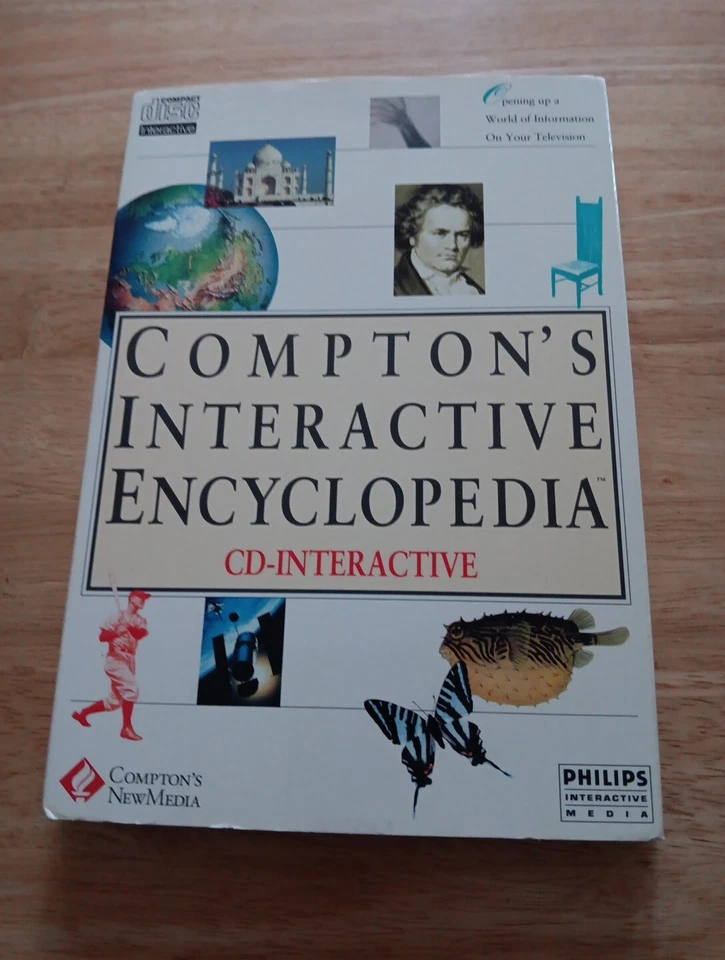 COMPACT
disc
Interactive
Opening up a
World of Information
On Your Television
COMPTON'S
INTERACTIVE
ENCYCLOPEDIA™
CD-INTERACTIVE
COMPTON'S
NEWMEDIA
PHILIPS
INTERACTIVE
MEDIA